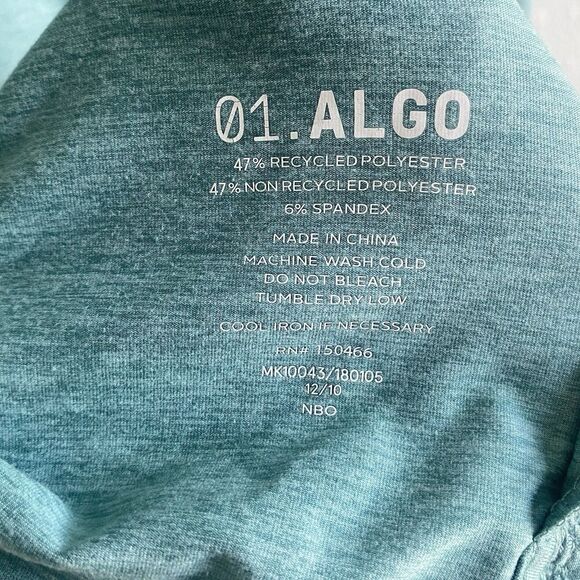 01.ALGO
47% RECYCLED POLYESTER
47% NON RECYCLED POLYESTER
6% SPANDEX
MADE IN CHINA
MACHINE WASH COLD
DO NOT BLEACH
TUMBLE DRY LOW
COOL IRON IF NECESSARY
RN# 150466
MK10043/180105
12/10
NBO